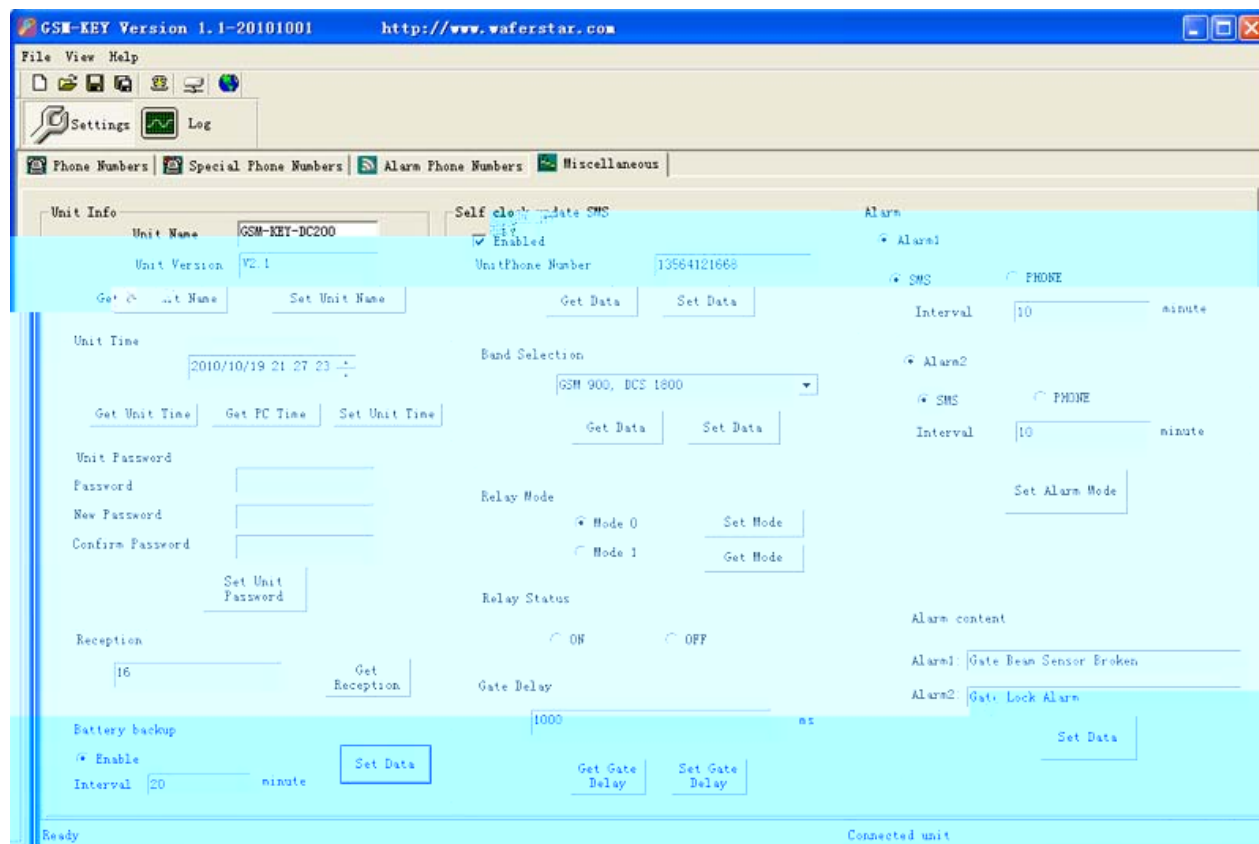 GSM-KEY Version 1.1-20101001 http://www.waferstar.com
File View Help
Settings Log
Phone Numbers Special Phone Numbers Alarm Phone Numbers Miscellaneous
Unit Info
Unit Name GSM-KEY-DC200
Unit Version V2.1
Set Unit Name
Unit Time
2010/10/19 21:27:23
Get Unit Time Get PC Time Set Unit Time
Unit Password
Password
New Password
Confirm Password
Set Unit
Password
Reception
16
Get
Reception
Battery backup
Enable
Interval 20 minute
Set Data
Self clock update SMS
Enabled
UnitPhone Number 13564121668
Get Data Set Data
Band Selection
GSM 900, DCS 1800
Get Data Set Data
Relay Mode
Mode 0 Set Mode
Mode 1 Get Mode
Relay Status
ON OFF
Gate Delay
1000 ms
Get Gate
Delay
Set Gate
Delay
Alarm
Alarm1
SMS PHONE
Interval 10 minute
Alarm2
SMS PHONE
Interval 10 minute
Set Alarm Mode
Alarm content
Alarm1: Gate Beam Sensor Broken
Alarm2: Gate Lock Alarm
Set Data
Ready Connected unit